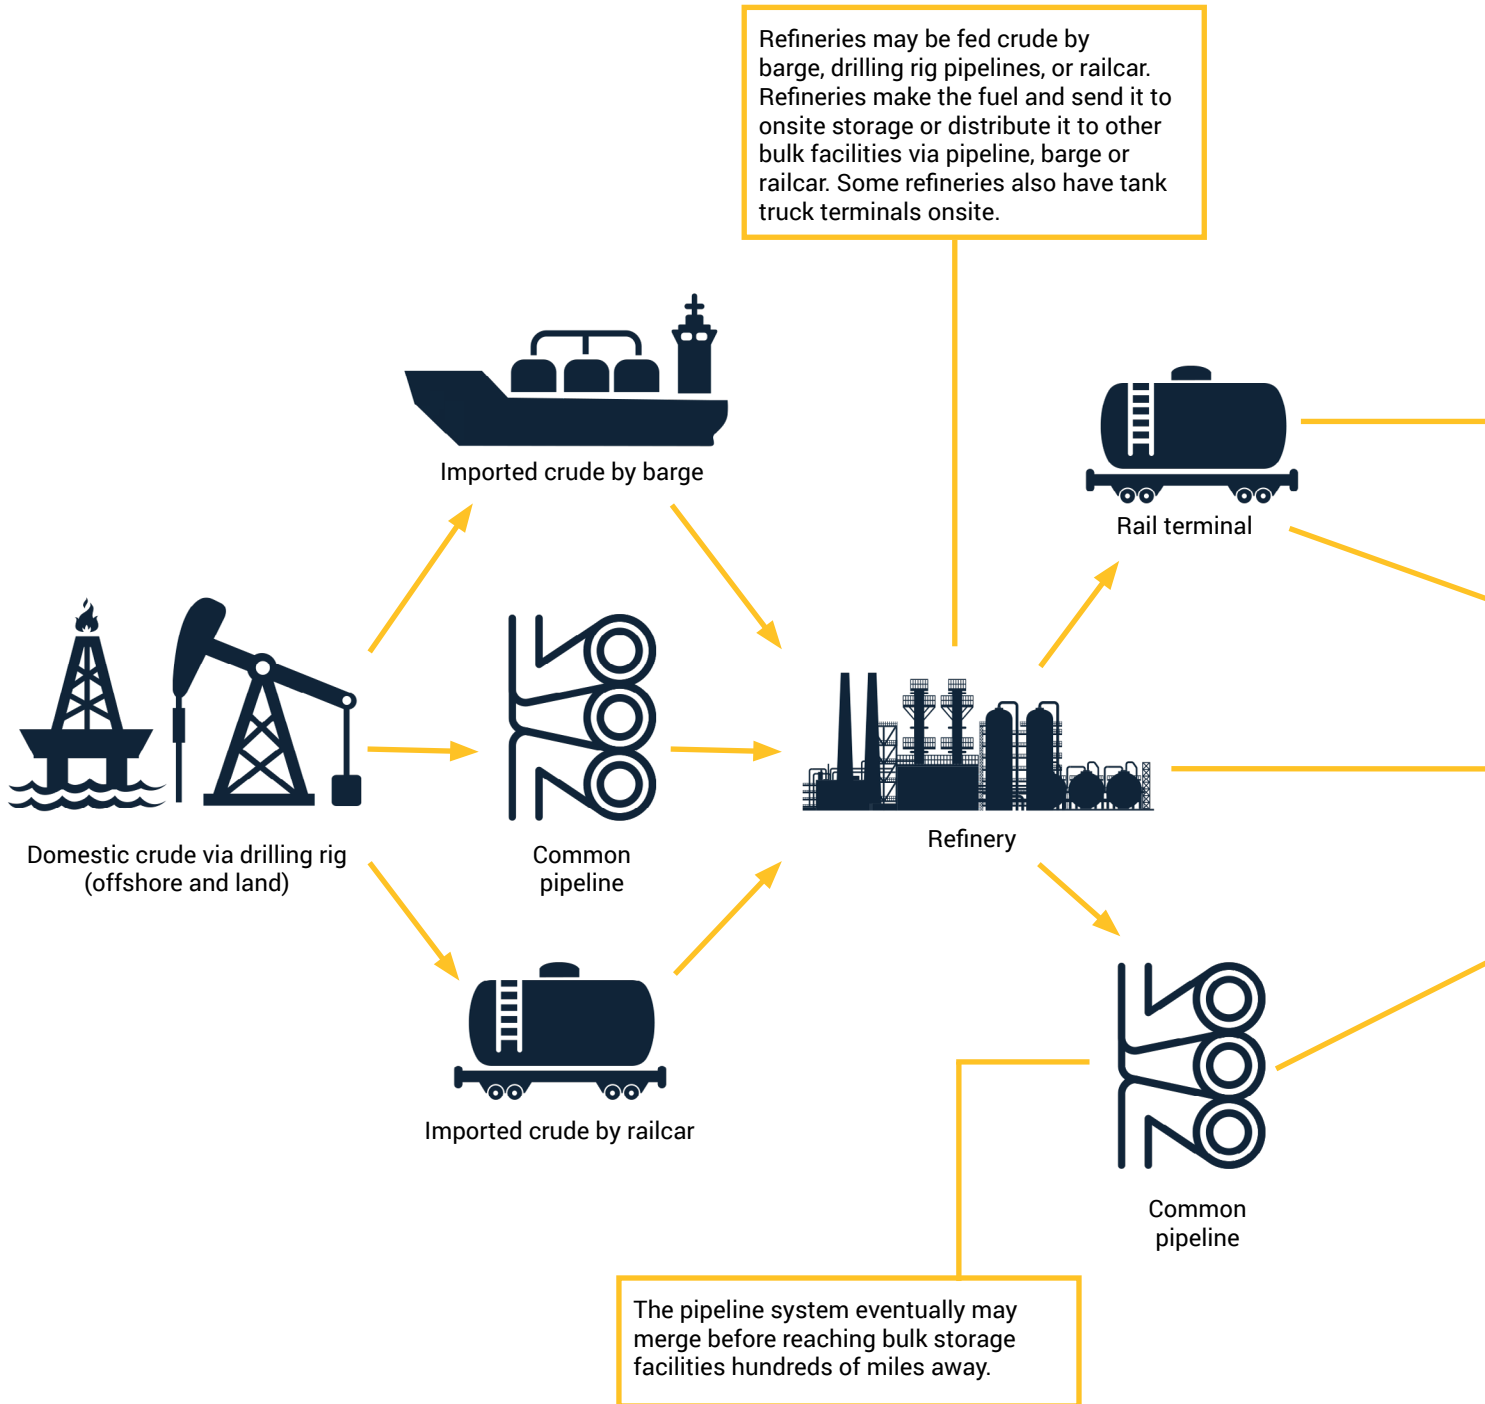 Refineries may be fed crude by
barge, drilling rig pipelines, or railcar.
Refineries make the fuel and send it to
onsite storage or distribute it to other
bulk facilities via pipeline, barge or
railcar. Some refineries also have tank
truck terminals onsite.
Imported crude by barge
Rail terminal
Domestic crude via drilling rig
(offshore and land)
Common
pipeline
Refinery
Imported crude by railcar
Common
pipeline
The pipeline system eventually may
merge before reaching bulk storage
facilities hundreds of miles away.